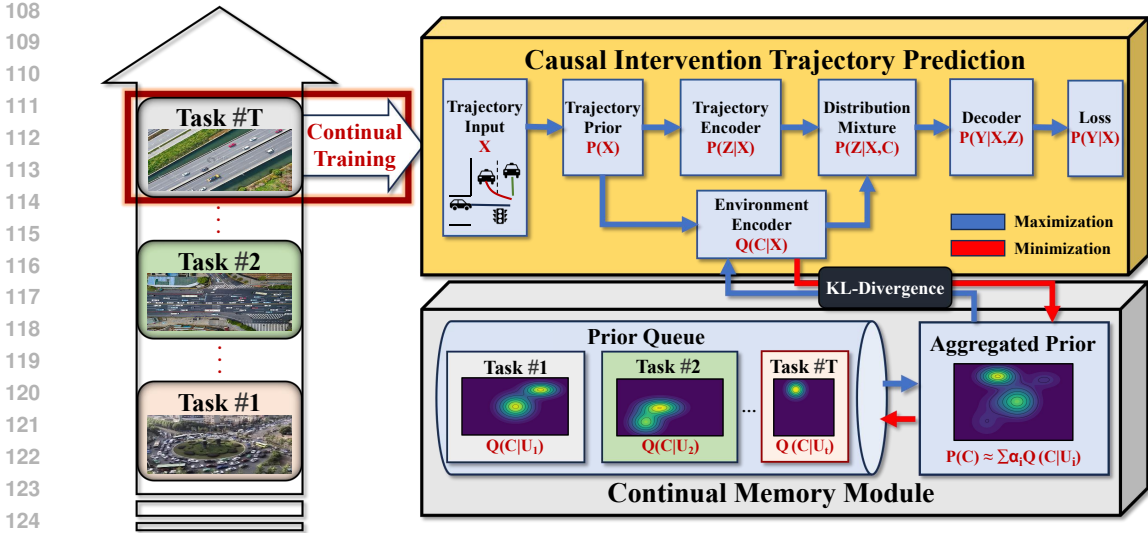 108
109
110
111
112
113
114
115
116
117
118
119
120
121
122
123
124
Task #T
Continual
Training
Task #2
Task #1
Causal Intervention Trajectory Prediction
Trajectory
Input
X
Trajectory
Prior
P(X)
Trajectory
Encoder
P(Z|X)
Distribution
Mixture
P(Z|X,C)
Decoder
P(Y|X,Z)
Loss
P(Y|X)
Environment
Encoder
Q(C|X)
Maximization
Minimization
KL-Divergence
Prior Queue
Task #1
Q(C|U₁)
Task #2
Q(C|U₂)
...
Task #T
Q (C|Uₜ)
Aggregated Prior
P(C) ≈ ∑αᵢQ (C|Uᵢ)
Continual Memory Module